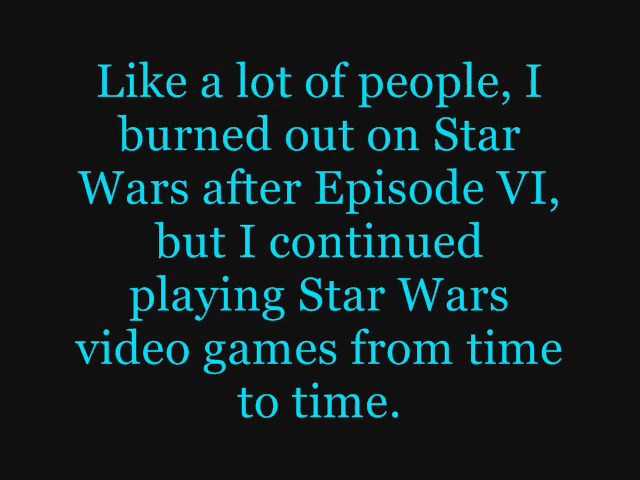 Like a lot of people, I
burned out on Star
Wars after Episode VI,
but I continued
playing Star Wars
video games from time
to time.